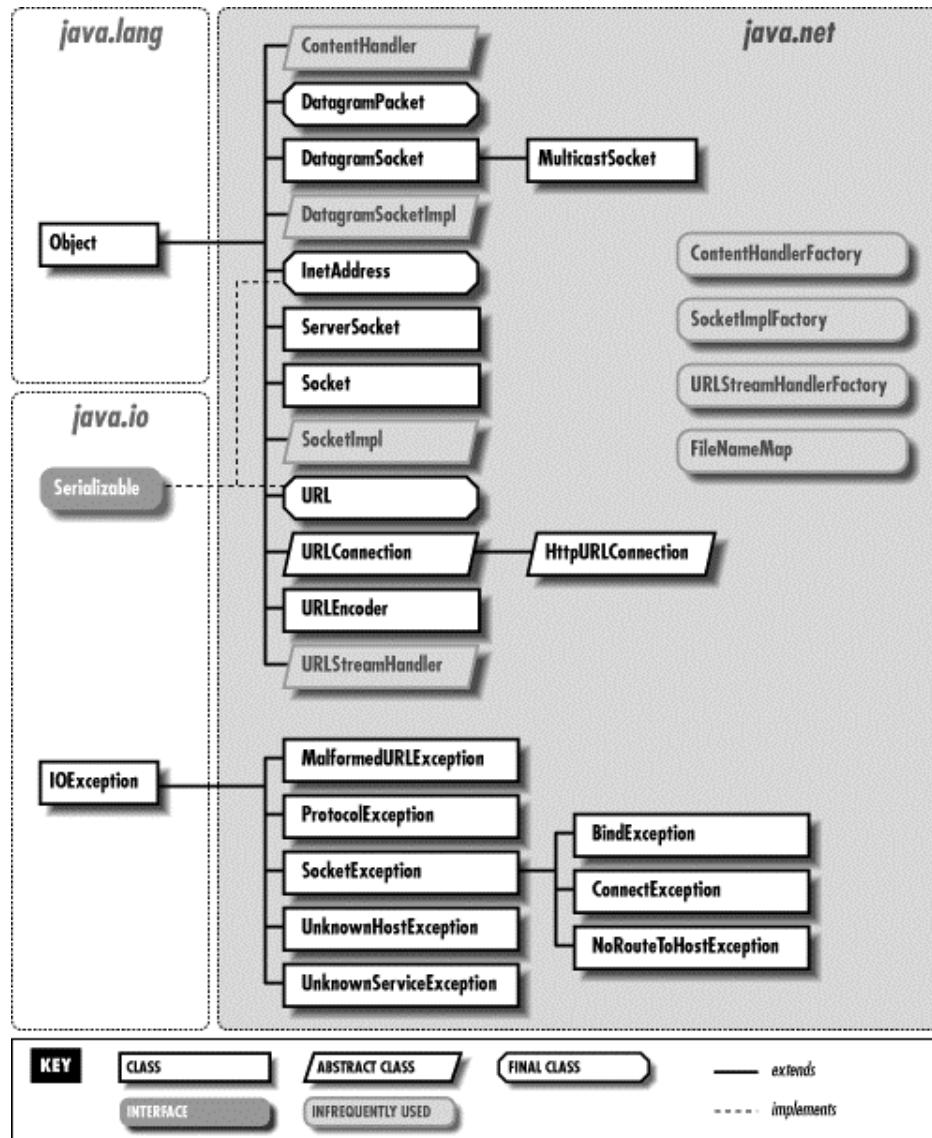 java.lang
java.net
ContentHandler
DatagramPacket
DatagramSocket
MulticastSocket
DatagramSocketImpl
Object
ContentHandlerFactory
InetAddress
SocketImplFactory
ServerSocket
Socket
URLStreamHandlerFactory
java.io
SocketImpl
FileNameMap
Serializable
URL
URLConnection
HttpURLConnection
URLEncoder
URLStreamHandler
IOException
MalformedURLException
ProtocolException
BindException
SocketException
ConnectException
UnknownHostException
NoRouteToHostException
UnknownServiceException
KEY
CLASS
ABSTRACT CLASS
FINAL CLASS
extends
INTERFACE
INFREQUENTLY USED
implements